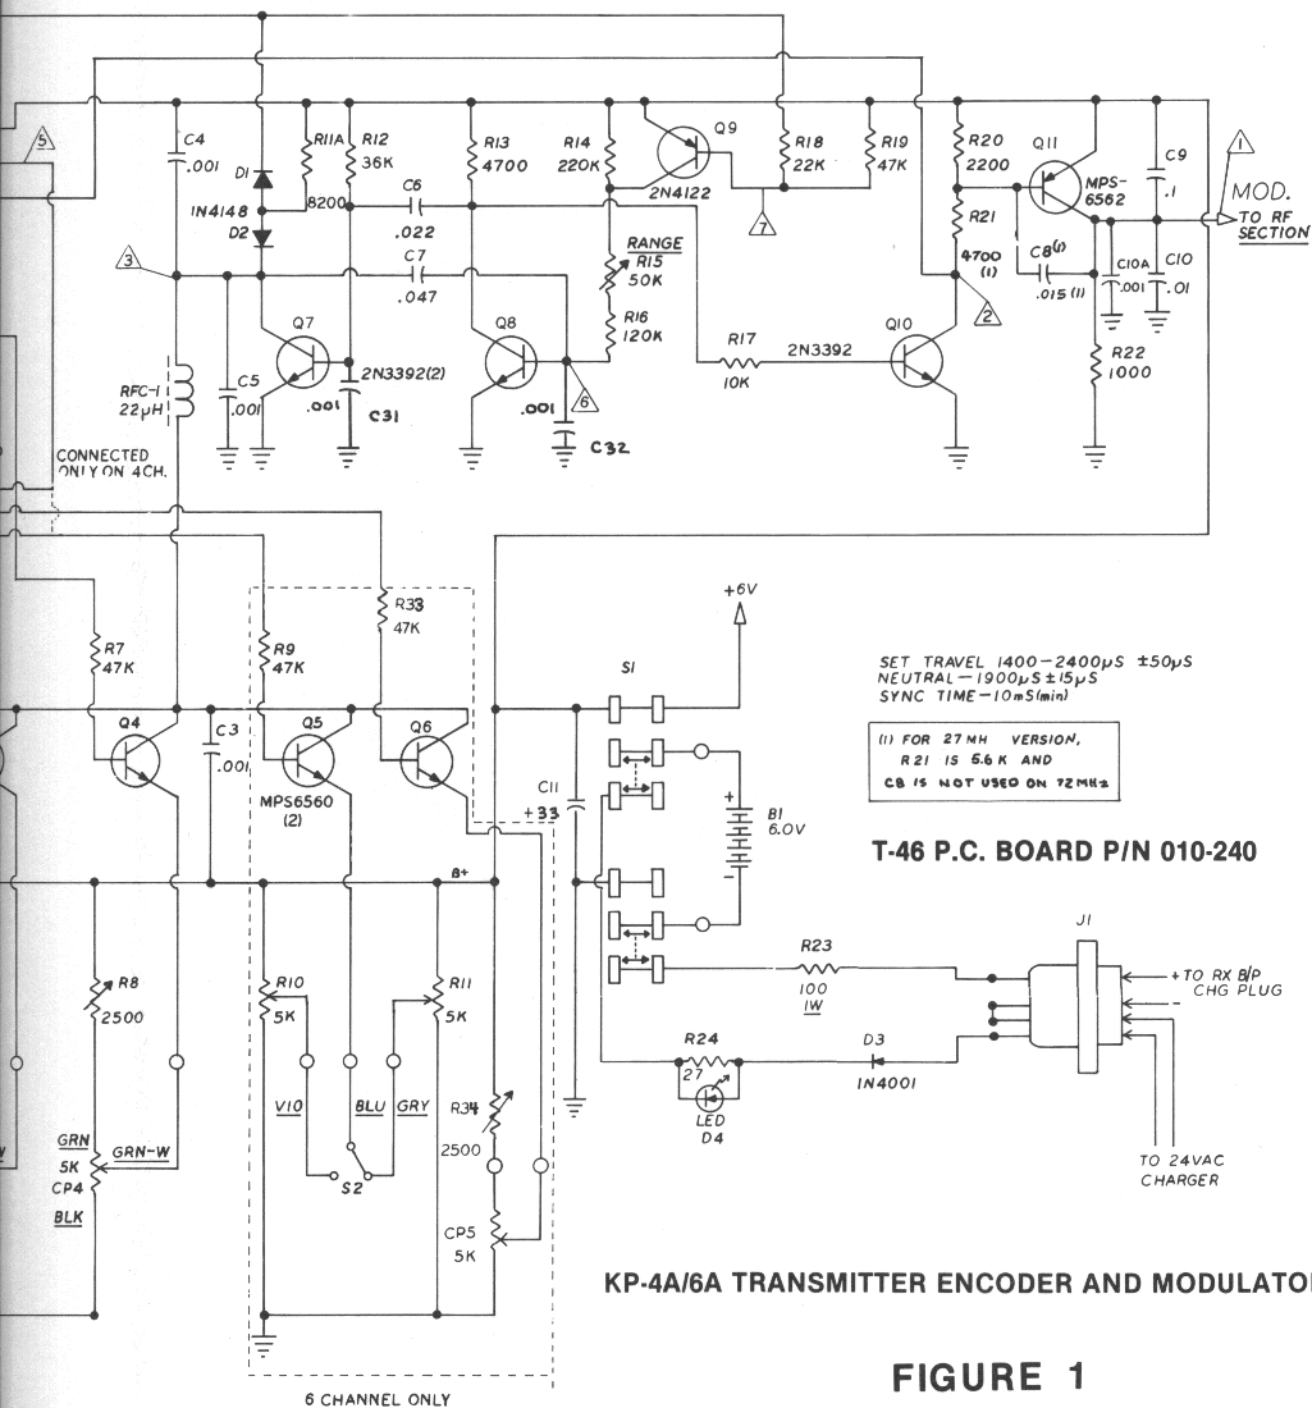 5
C4
.001
D1
1N4148
D2
R11A
8200
R12
36K
C6
.022
C7
.047
R13
4700
R14
220K
Q9
2N4122
RANGE
R15
50K
R16
120K
R18
22K
7
R19
47K
R20
2200
Q11
MPS-
6562
R21
4700
(1)
C8(1)
.015(1)
C9
.1
1
MOD.
TO RF
SECTION
C10A
.001
C10
.01
R22
1000
3
Q7
Q8
2N3392(2)
RFC-1
22µH
C5
.001
.001
C31
.001
6
C32
R17
10K
2N3392
Q10
2
CONNECTED
ONLY ON 4CH.
R7
47K
R9
47K
R33
47K
Q4
C3
.001
Q5
MPS6560
(2)
Q6
+6V
S1
C11
+33
B1
6.0V
+
-
SET TRAVEL 1400-2400µS ±50µS
NEUTRAL-1900µS±15µS
SYNC TIME-10mS(min)
(1) FOR 27MH VERSION,
R21 IS 5.6K AND
C8 IS NOT USED ON 72MHz
T-46 P.C. BOARD P/N 010-240
B+
R8
2500
R10
5K
R11
5K
R23
100
1W
J1
+TO RX B/P
CHG PLUG
-
R24
27
LED
D4
D3
1N4001
TO 24VAC
CHARGER
VIO
BLU
GRY
S2
R34
2500
GRN
5K
CP4
BLK
GRN-W
W
CP5
5K
KP-4A/6A TRANSMITTER ENCODER AND MODULATO
FIGURE 1
6 CHANNEL ONLY